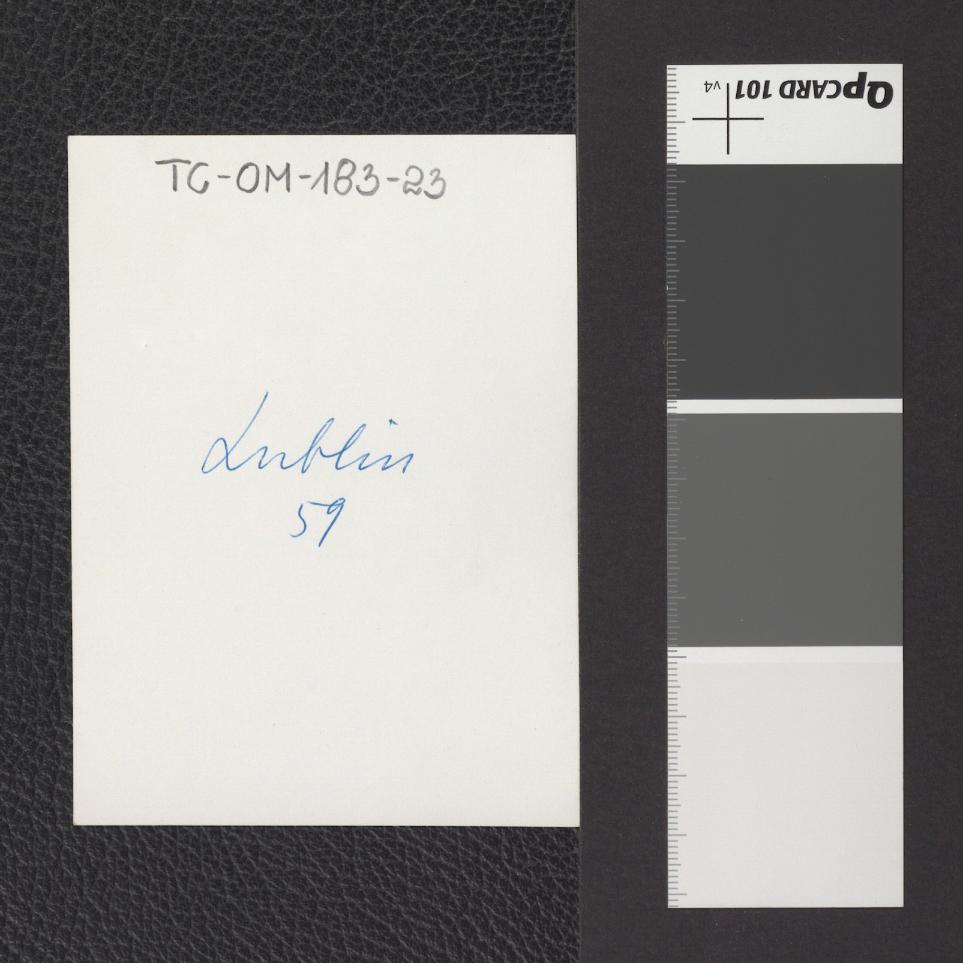 TC-OM-183-23
Lublin
59
QpCARD 101 v4